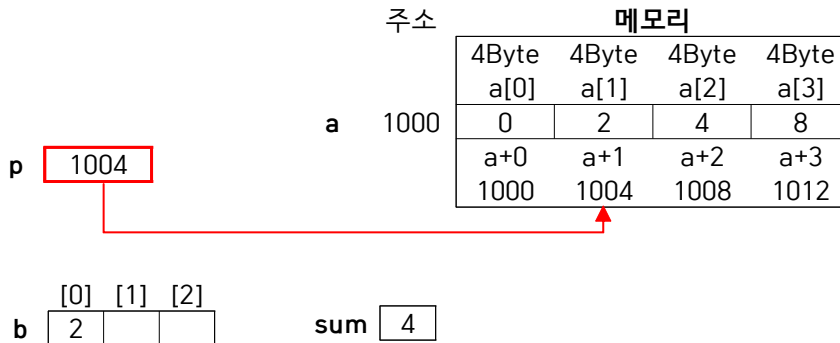 주소 메모리
4Byte 4Byte 4Byte 4Byte
a[0] a[1] a[2] a[3]
a 1000 0 2 4 8
p 1004 a+0 a+1 a+2 a+3
1000 1004 1008 1012
[0] [1] [2]
b 2 sum 4